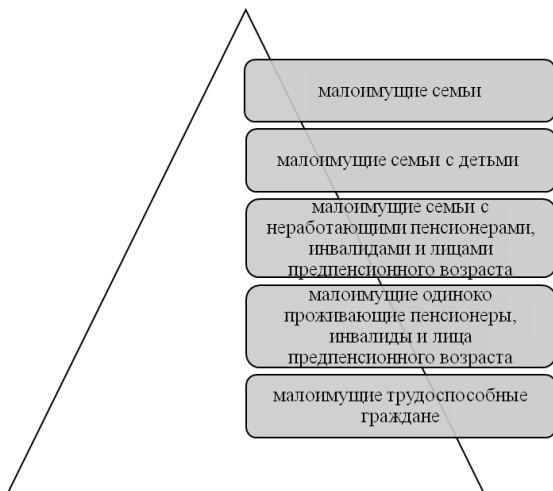 малоимущие семьи
малоимущие семьи с детьми
малоимущие семьи с
неработающими пенсионерами,
инвалидами и лицами
предпенсионного возраста
малоимущие одиноко
проживающие пенсионеры,
инвалиды и лица
предпенсионного возраста
малоимущие трудоспособные
граждане